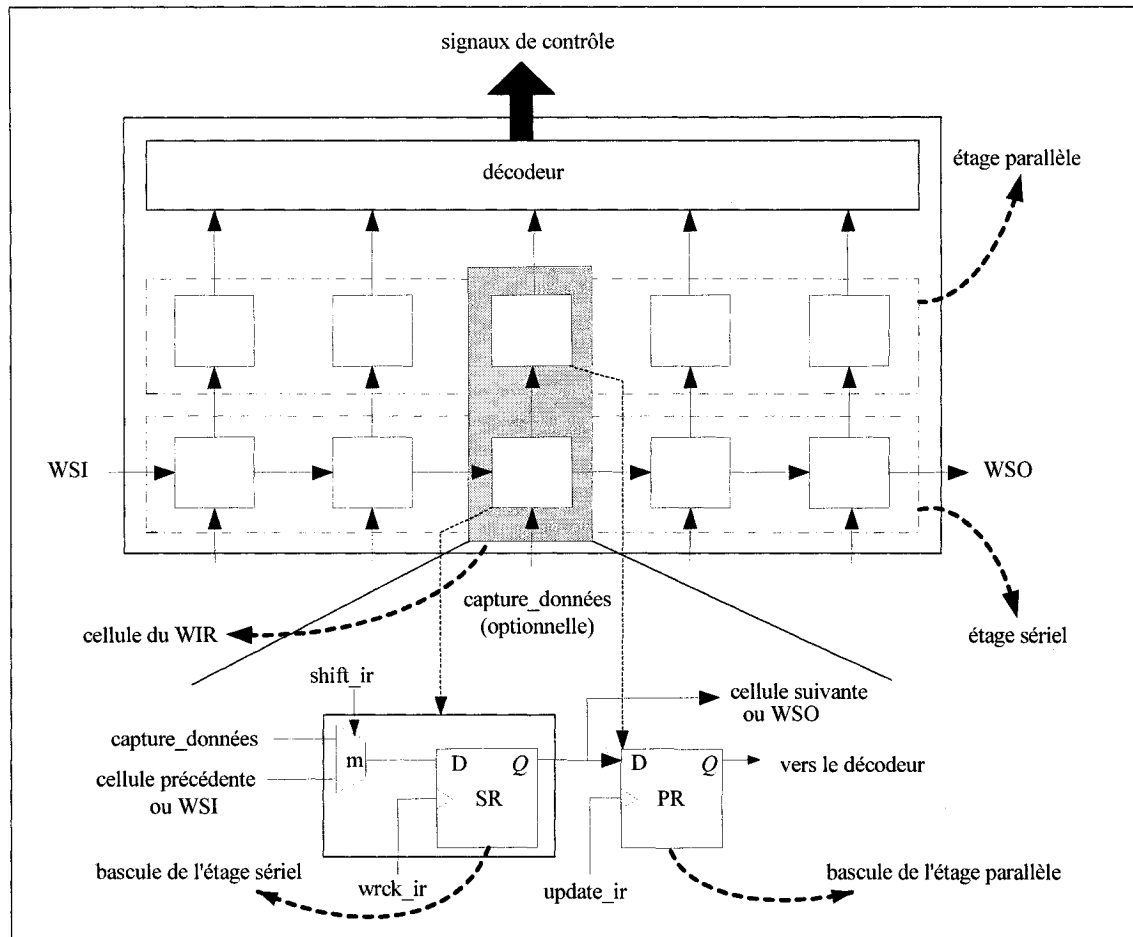 signaux de contrôle
décodeur
étage parallèle
WSI
WSO
capture_données
(optionnelle)
cellule du WIR
étage sériel
shift_ir
cellule suivante
ou WSO
capture_données
m
D
Q
D
Q
vers le décodeur
cellule précédente
ou WSI
SR
PR
bascule de l'étage sériel
wrck_ir
update_ir
bascule de l'étage parallèle